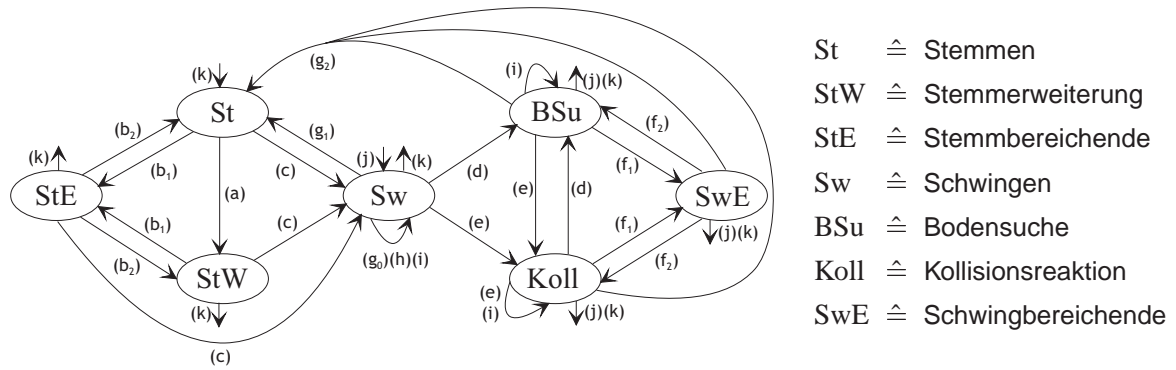 (k)
(g₂)
(i)
(j)(k)
St
BSu
(b₂)
(g₁)
(f₂)
(k)
(b₁)
(c)
(j)
(k)
(d)
(f₁)
StE
(a)
Sw
(e)
(d)
SwE
(b₁)
(c)
(e)
(f₁)
(j)(k)
(b₂)
(g₀)(h)(i)
(f₂)
StW
Koll
(k)
(e)
(i)
(j)(k)
(c)
St ≙ Stemmen
StW ≙ Stemmerweiterung
StE ≙ Stemmbereichende
Sw ≙ Schwingen
BSu ≙ Bodensuche
Koll ≙ Kollisionsreaktion
SwE ≙ Schwingbereichende